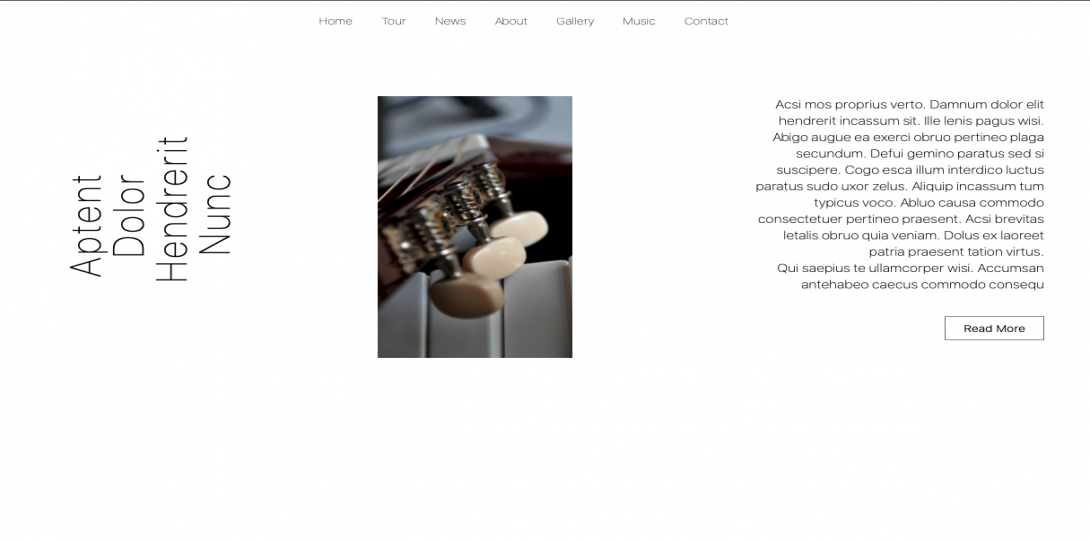 Home Tour News About Gallery Music Contact
Aptent
Dolor
Hendrerit
Nunc
Acsi mos proprius verto. Damnum dolor elit
hendrerit incassum sit. Ille lenis pagus wisi.
Abigo augue ea exerci obruo pertineo plaga
secundum. Defui gemino paratus sed si
suscipere. Cogo esca illum interdico luctus
paratus sudo uxor zelus. Aliquip incassum tum
typicus voco. Abluo causa commodo
consectetuer pertineo praesent. Acsi brevitas
letalis obruo quia veniam. Dolus ex laoreet
patria praesent tation virtus.
Qui saepius te ullamcorper wisi. Accumsan
antehabeo caecus commodo consequ
Read More